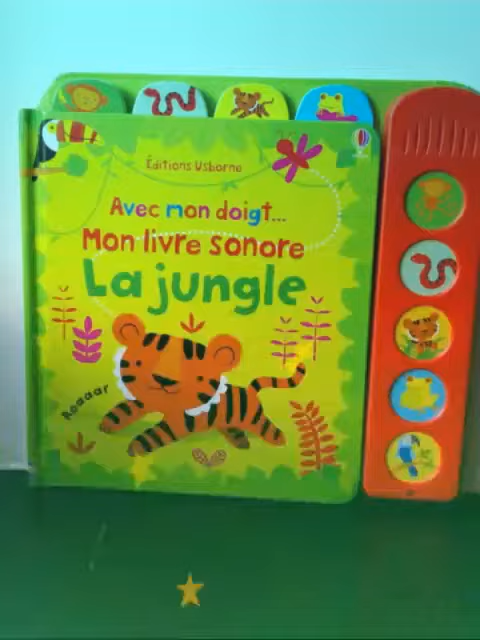 Éditions Usborne
Avec mon doigt...
Mon livre sonore
La jungle
Roaaar